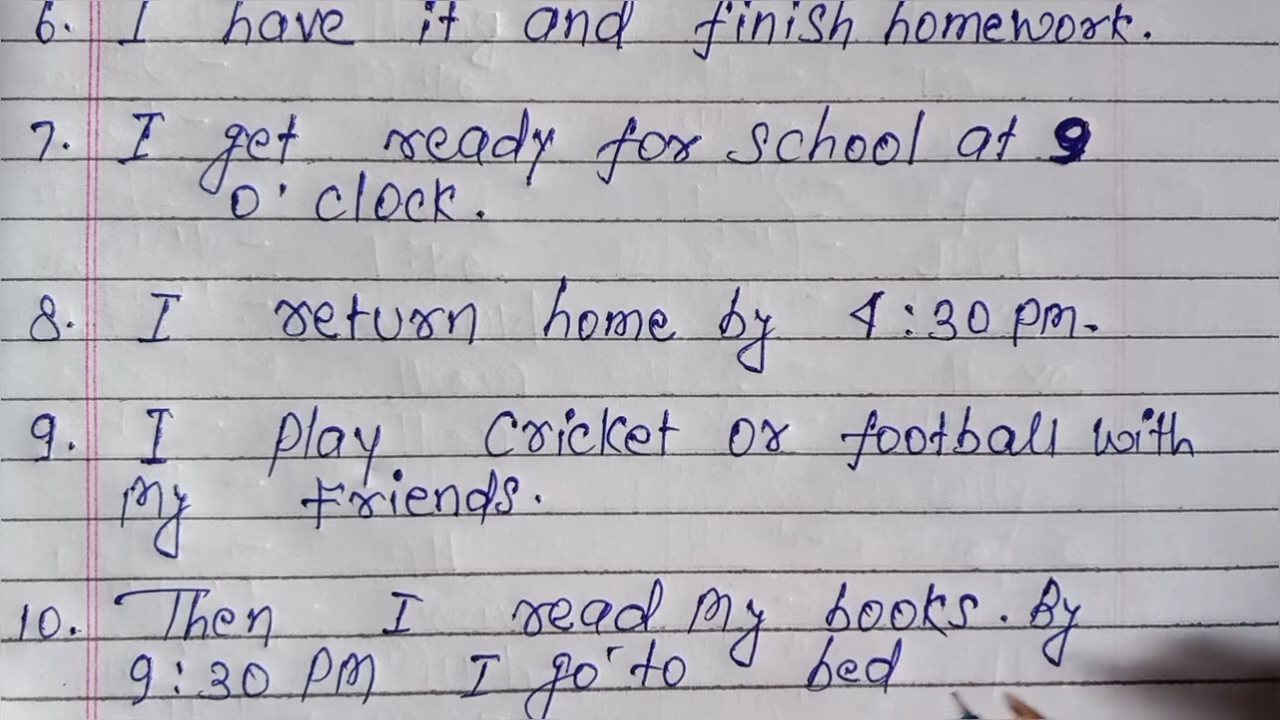 6. I have it and finish homework.
7. I get ready for school at 9
o'clock.
8. I return home by 4:30 pm.
9. I play cricket or football with
my friends.
10. Then I read my books. By
9:30 PM I go to bed